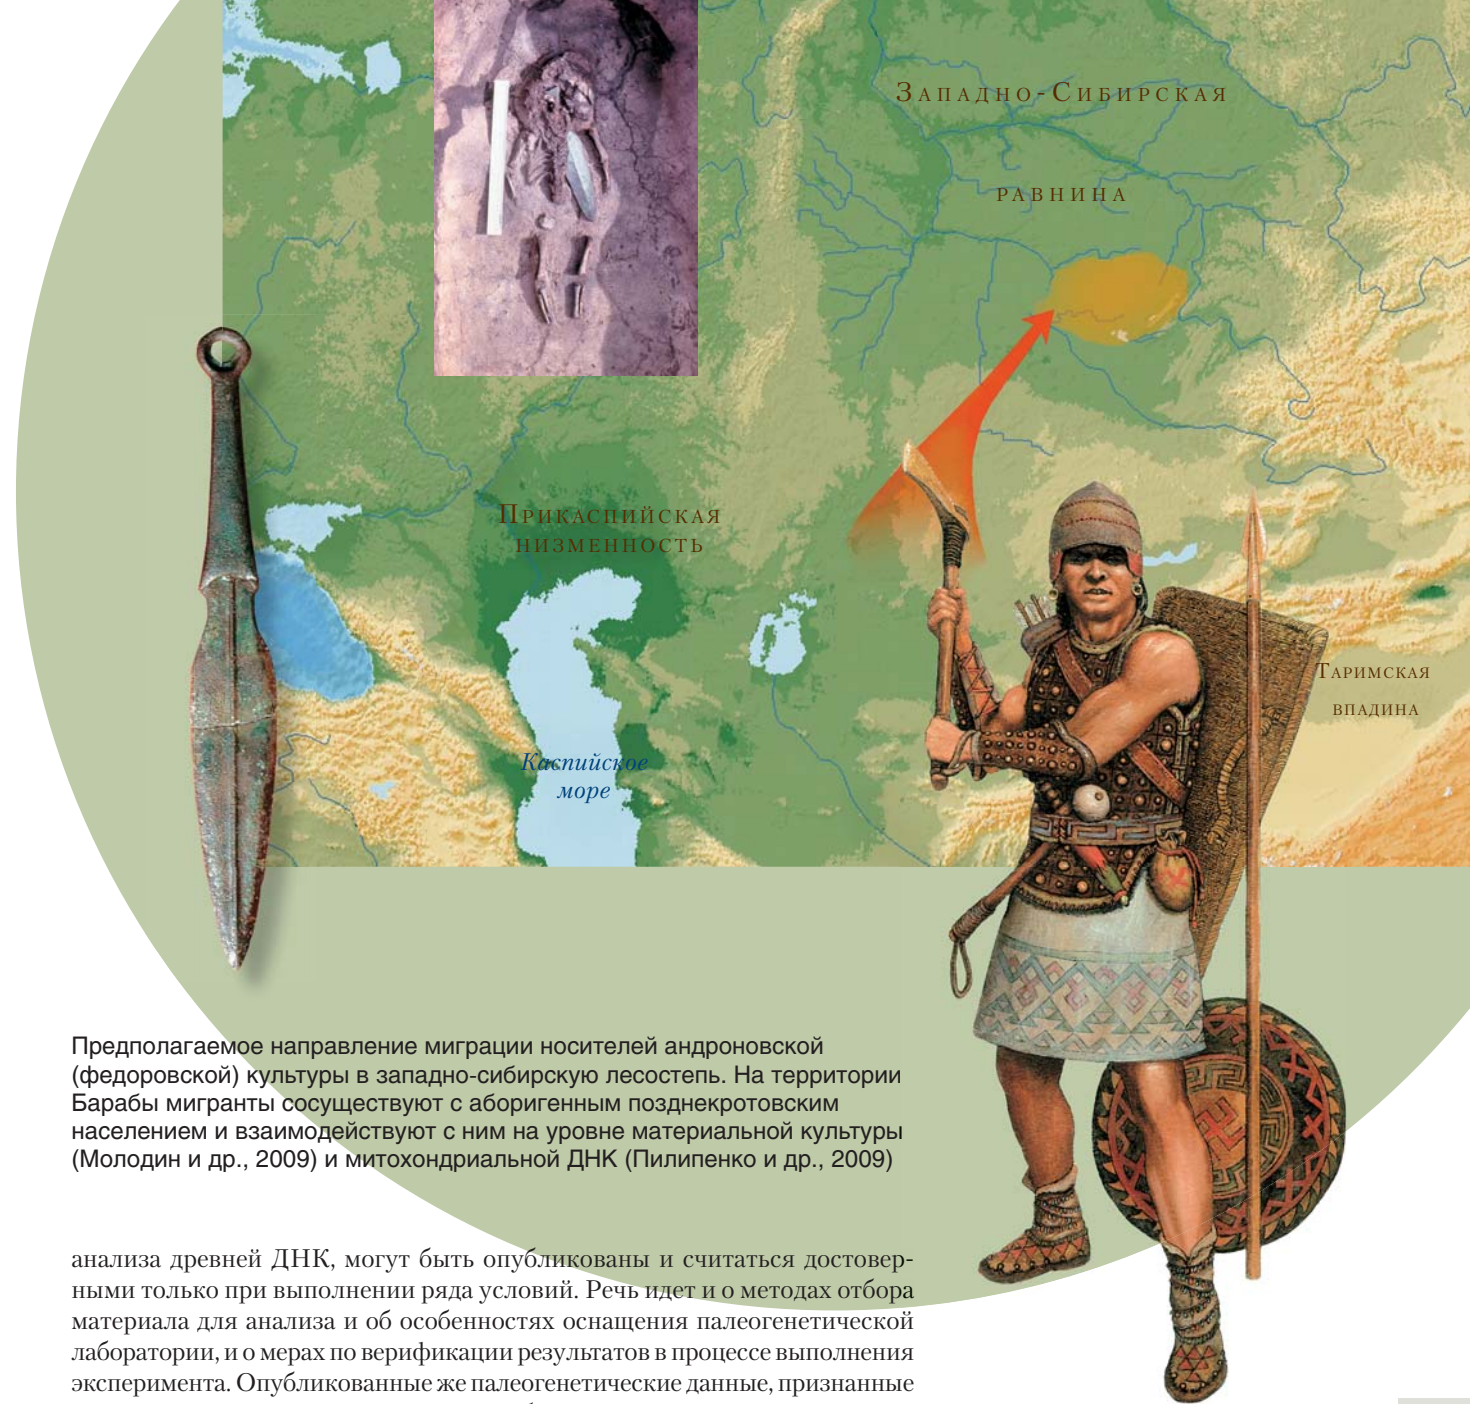 Западно-Сибирская
равнина
Прикаспийская
низменность
Таримская
впадина
Каспийское
море
Предполагаемое направление миграции носителей андроновской
(федоровской) культуры в западно-сибирскую лесостепь. На территории
Барабы мигранты сосуществуют с аборигенным позднекротовским
населением и взаимодействуют с ним на уровне материальной культуры
(Молодин и др., 2009) и митохондриальной ДНК (Пилипенко и др., 2009)
анализа древней ДНК, могут быть опубликованы и считаться достовер-
ными только при выполнении ряда условий. Речь идет и о методах отбора
материала для анализа и об особенностях оснащения палеогенетической
лаборатории, и о мерах по верификации результатов в процессе выполнения
эксперимента. Опубликованные же палеогенетические данные, признанные